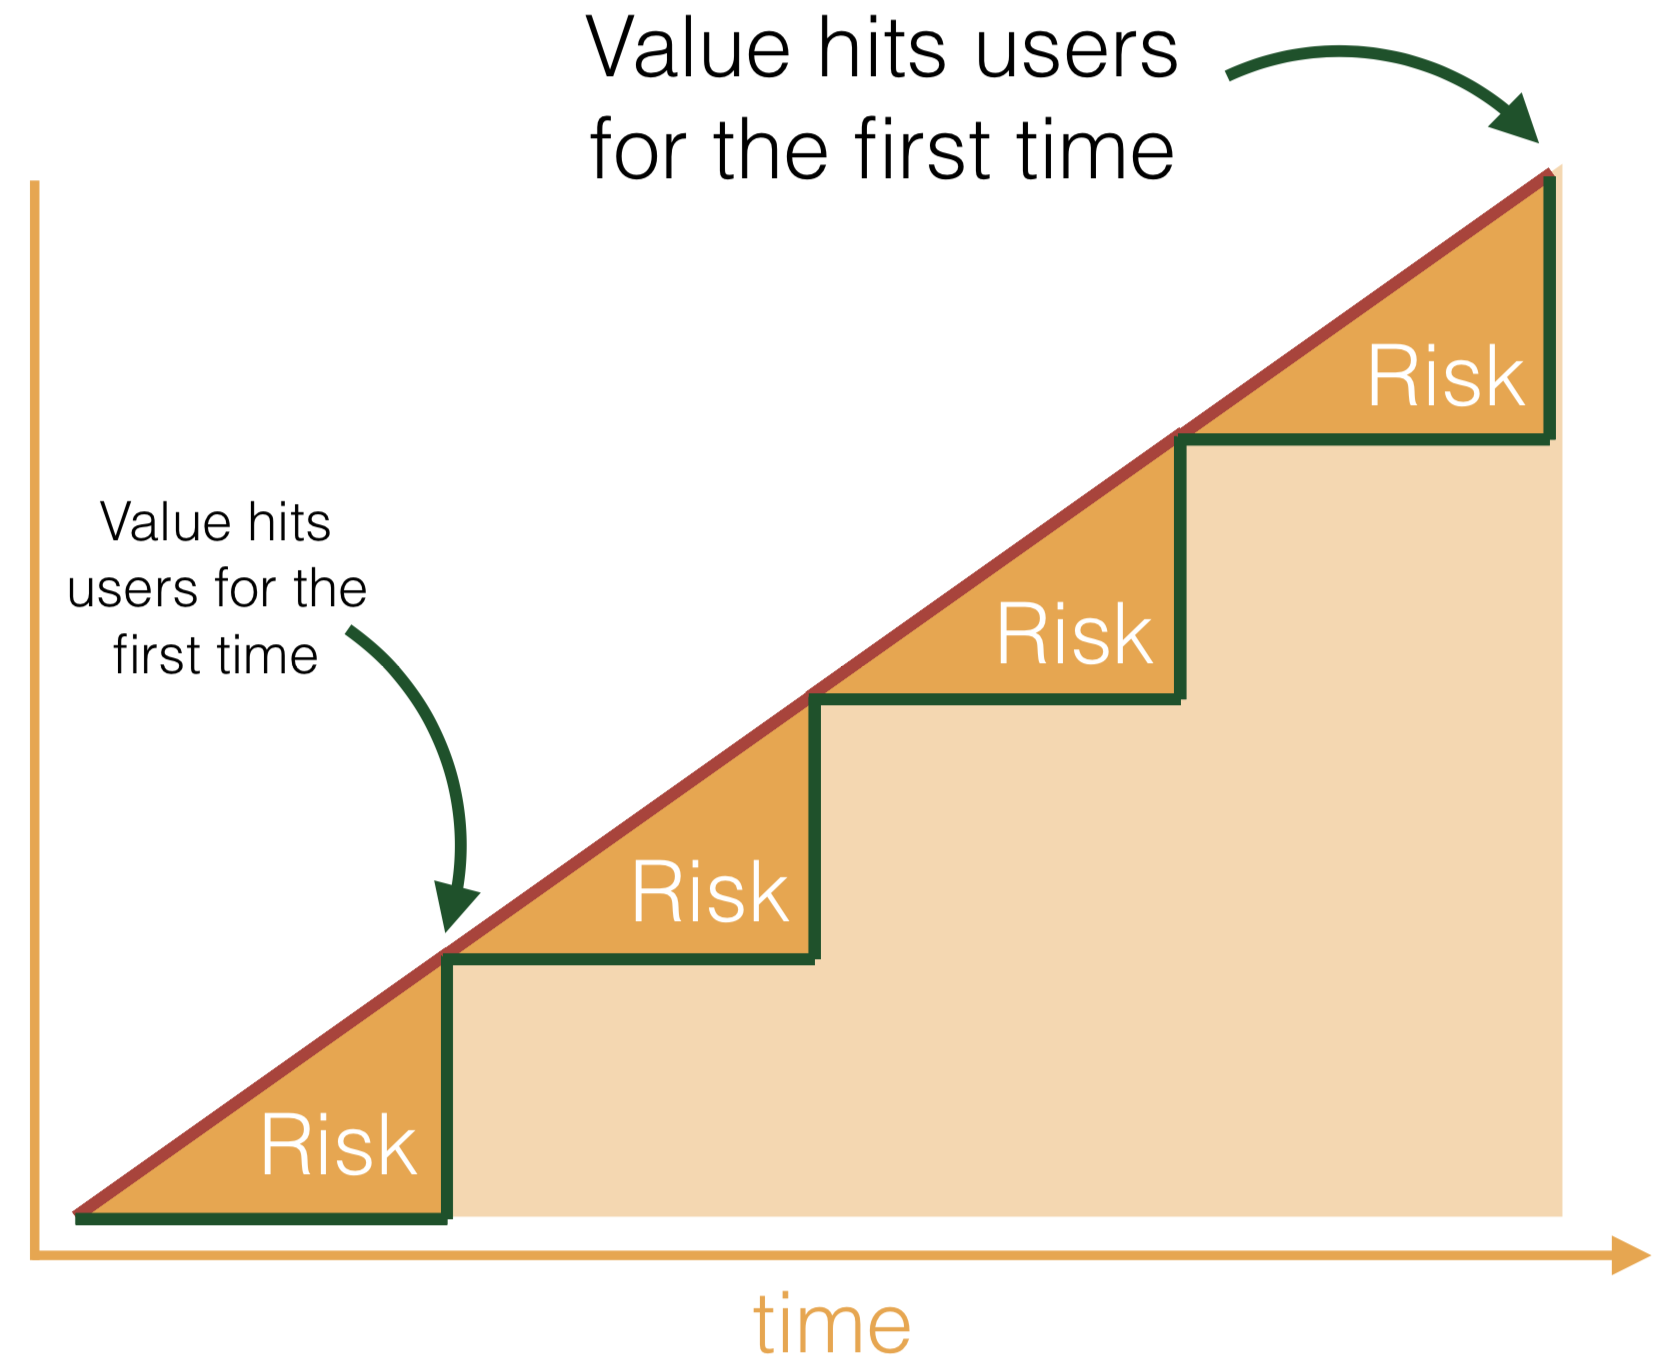 Value hits users
for the first time
Value hits
users for the
first time
Risk
Risk
Risk
Risk
time